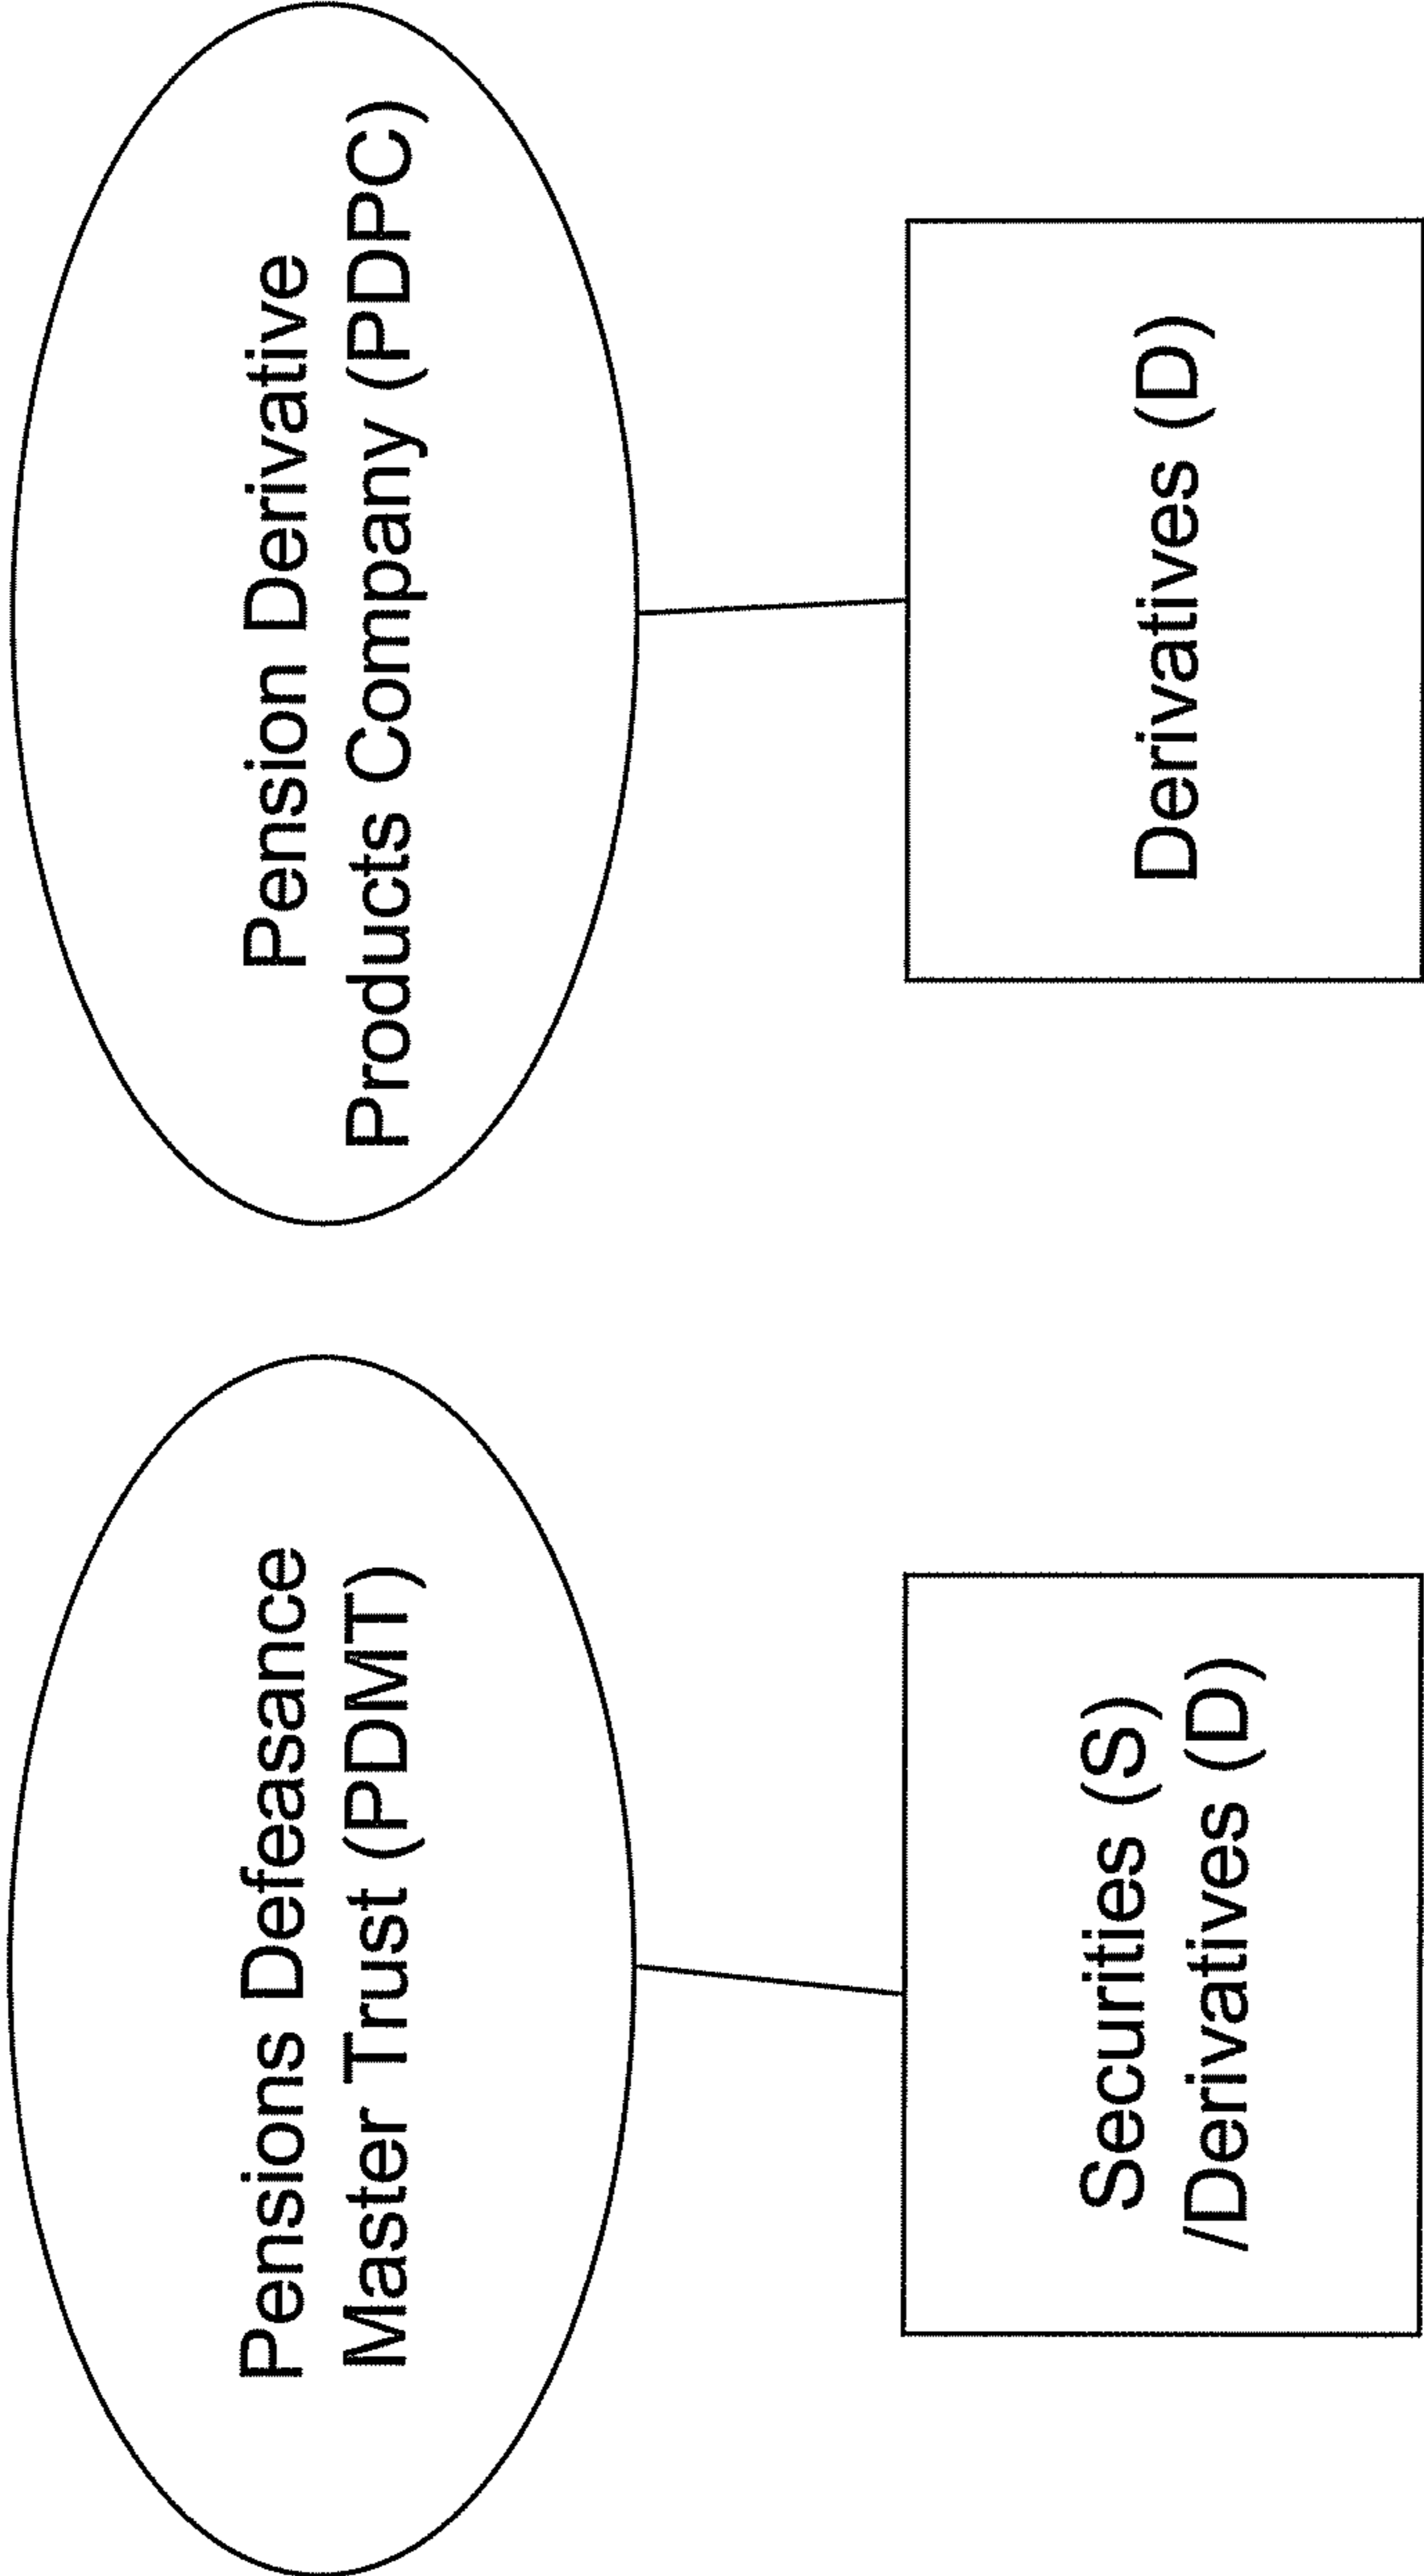 Pensions Defeasance
Master Trust (PDMT)
Pension Derivative
Products Company (PDPC)
Securities (S)
/Derivatives (D)
Derivatives (D)